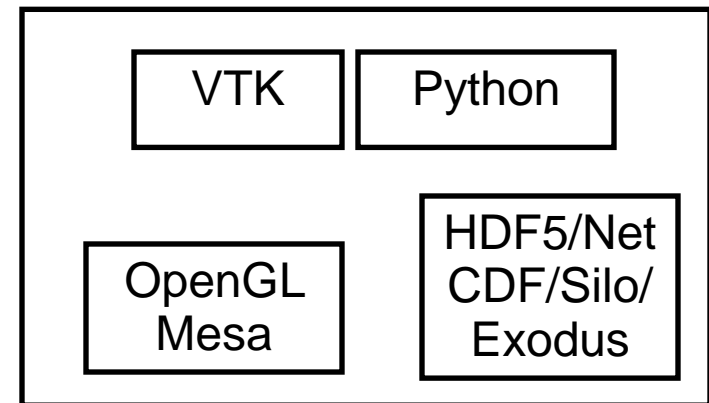 VTK
Python
OpenGL
Mesa
HDF5/Net
CDF/Silo/
Exodus